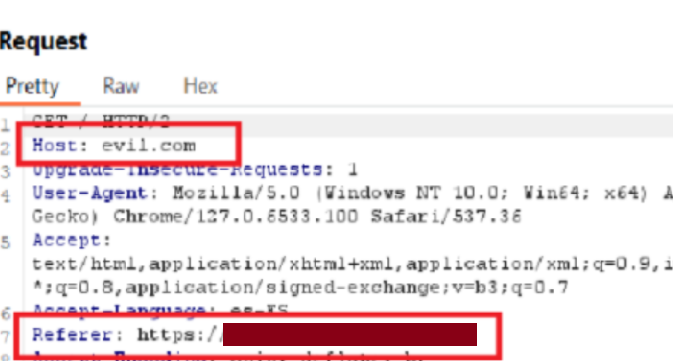 Request
Pretty Raw Hex
1 GET / HTTP/2
2 Host: evil.com
3 Upgrade-Insecure-Requests: 1
4 User-Agent: Mozilla/5.0 (Windows NT 10.0; Win64; x64) A
Gecko) Chrome/127.0.6533.100 Safari/537.36
5 Accept:
text/html,application/xhtml+xml,application/xml;q=0.9,i
*;q=0.8,application/signed-exchange;v=b3;q=0.7
6 Accept-Language: es-ES
7 Referer: https://
8